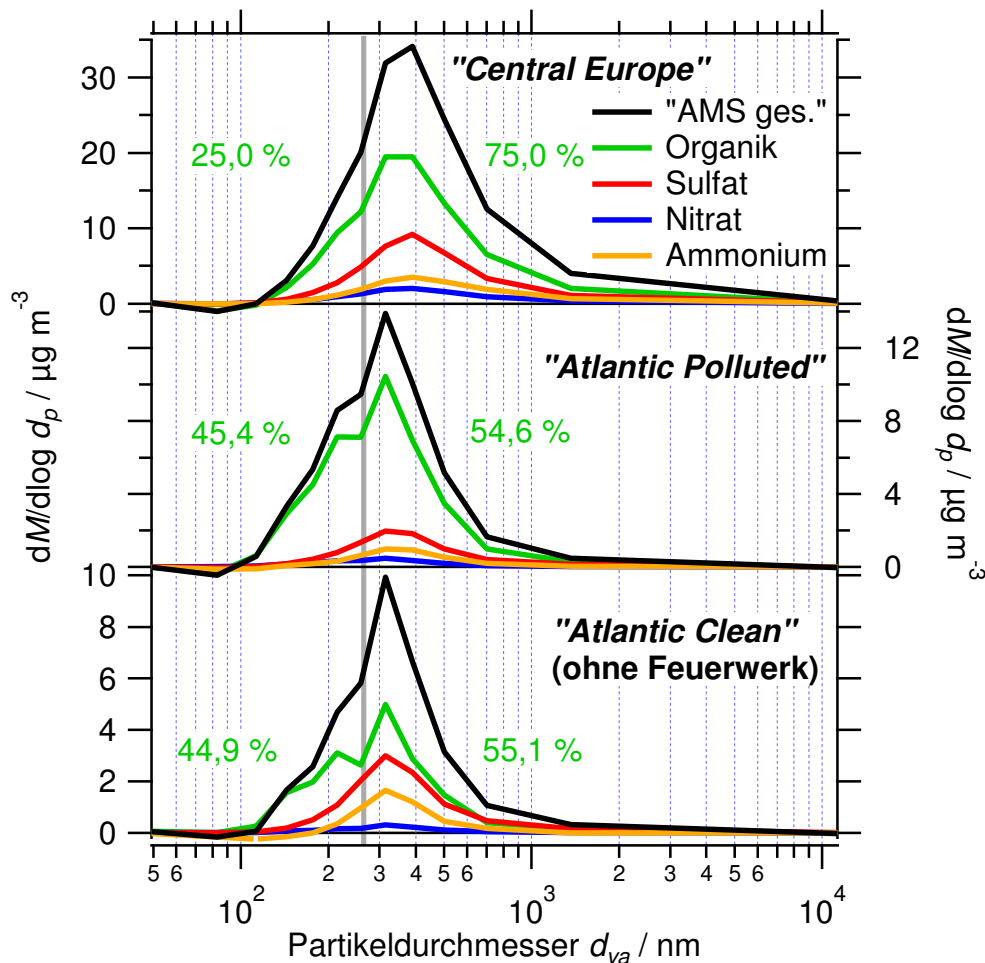 "Central Europe"
"AMS ges."
Organik
Sulfat
Nitrat
Ammonium
25,0 %
75,0 %
30
20
10
0
"Atlantic Polluted"
45,4 %
54,6 %
12
8
4
0
"Atlantic Clean"
(ohne Feuerwerk)
44,9 %
55,1 %
10
8
6
4
2
0
dM/dlog d_p / µg m^-3
dM/dlog d_p / µg m^-3
5 6 2 3 4 5 6 2 3 4 5 6
10^2 10^3 10^4
Partikeldurchmesser d_va / nm